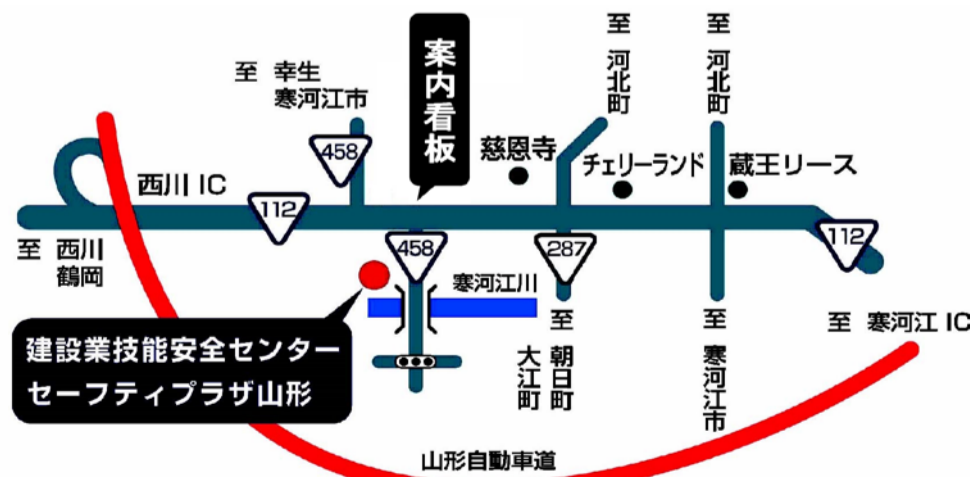 案内看板
至 河北町
至 河北町
至 幸生
寒河江市
458
慈恩寺
チェリーランド
蔵王リース
西川 IC
112
458
287
112
至 西川
鶴岡
寒河江川
建設業技能安全センター
セーフティプラザ山形
至 朝日町
大江町
至 寒河江市
至 寒河江 IC
山形自動車道